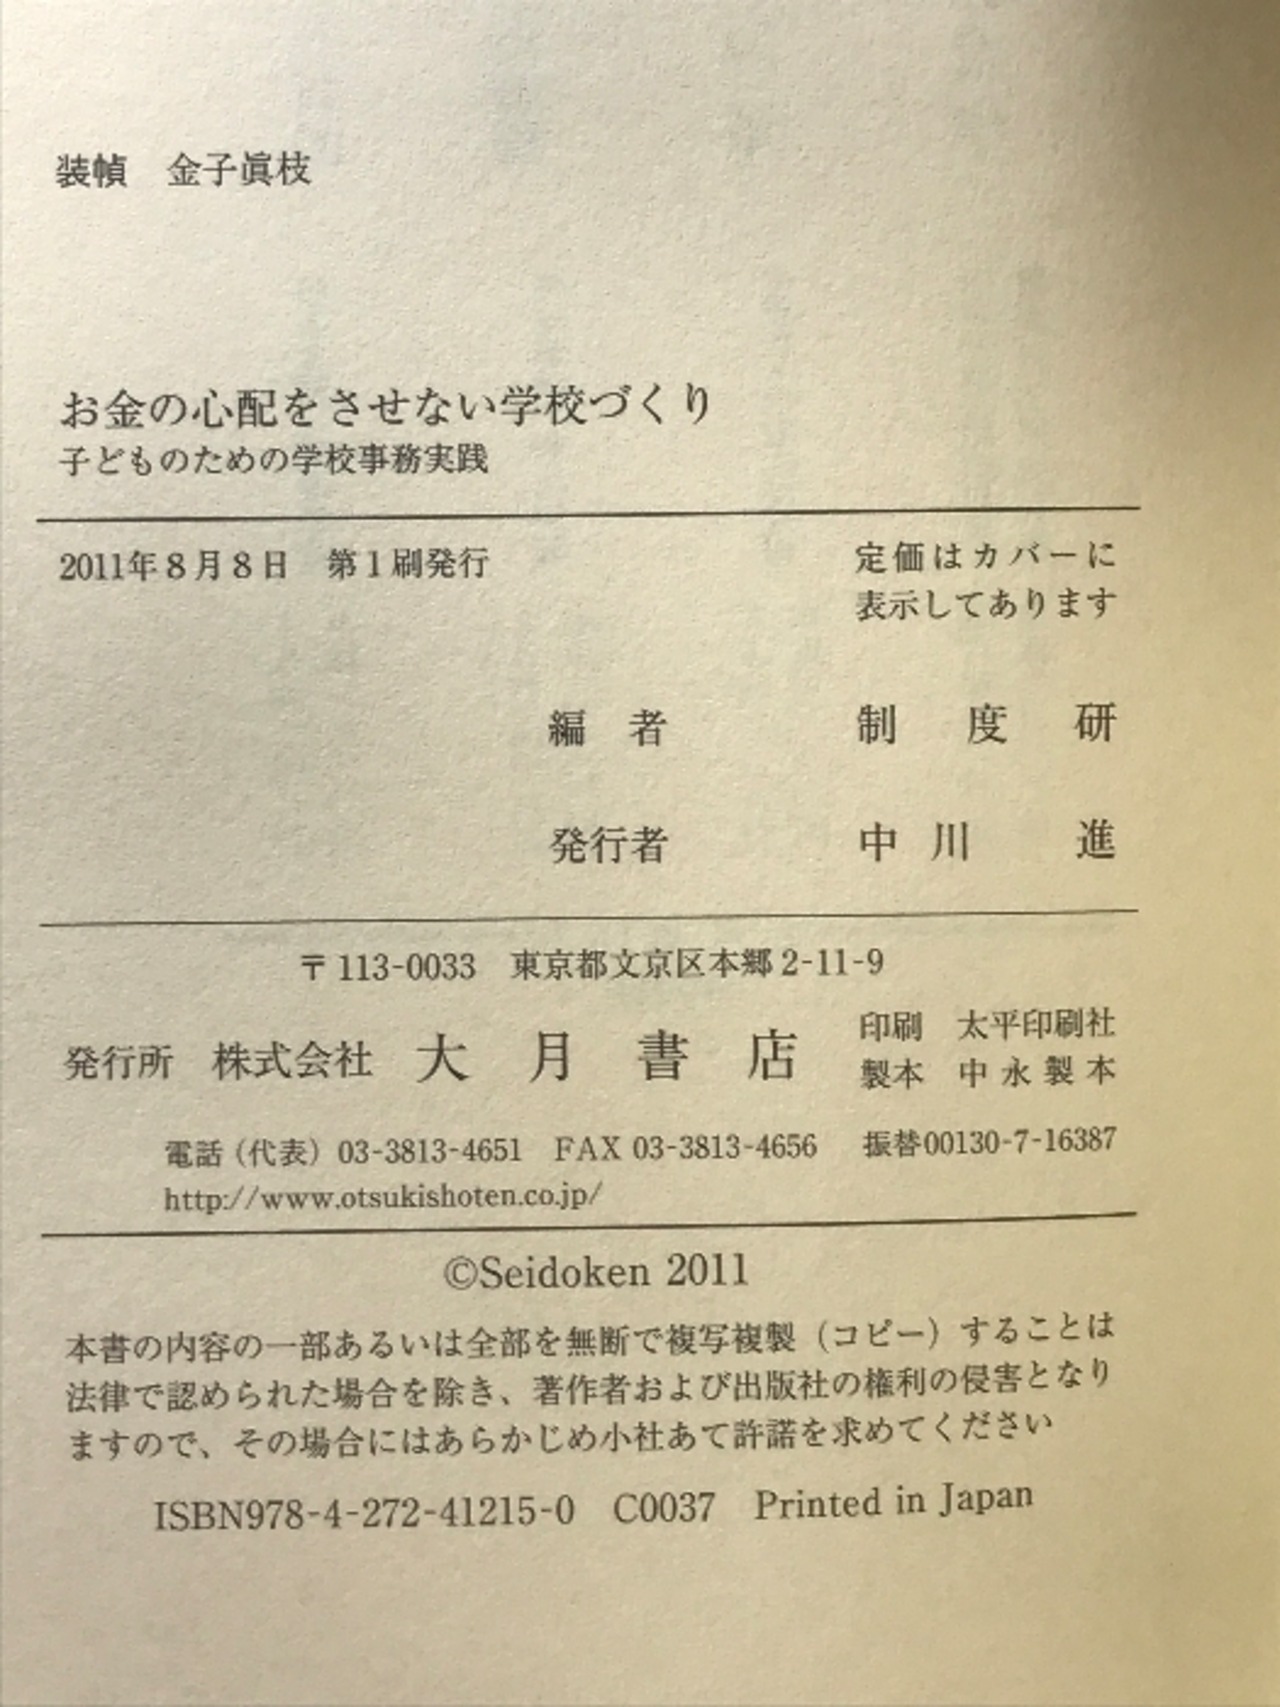 装幀　金子眞枝
お金の心配をさせない学校づくり
子どものための学校事務実践
2011年8月8日　第1刷発行
定価はカバーに
表示してあります
編者　制度研
発行者　中川　進
〒113-0033　東京都文京区本郷2-11-9
発行所　株式会社　大月書店
印刷　太平印刷社
製本　中永製本
電話（代表）03-3813-4651　FAX 03-3813-4656　振替00130-7-16387
http://www.otsukishoten.co.jp/
©Seidoken 2011
本書の内容の一部あるいは全部を無断で複写複製（コピー）することは
法律で認められた場合を除き、著作者および出版社の権利の侵害となり
ますので、その場合にはあらかじめ小社あて許諾を求めてください
ISBN978-4-272-41215-0　C0037　Printed in Japan